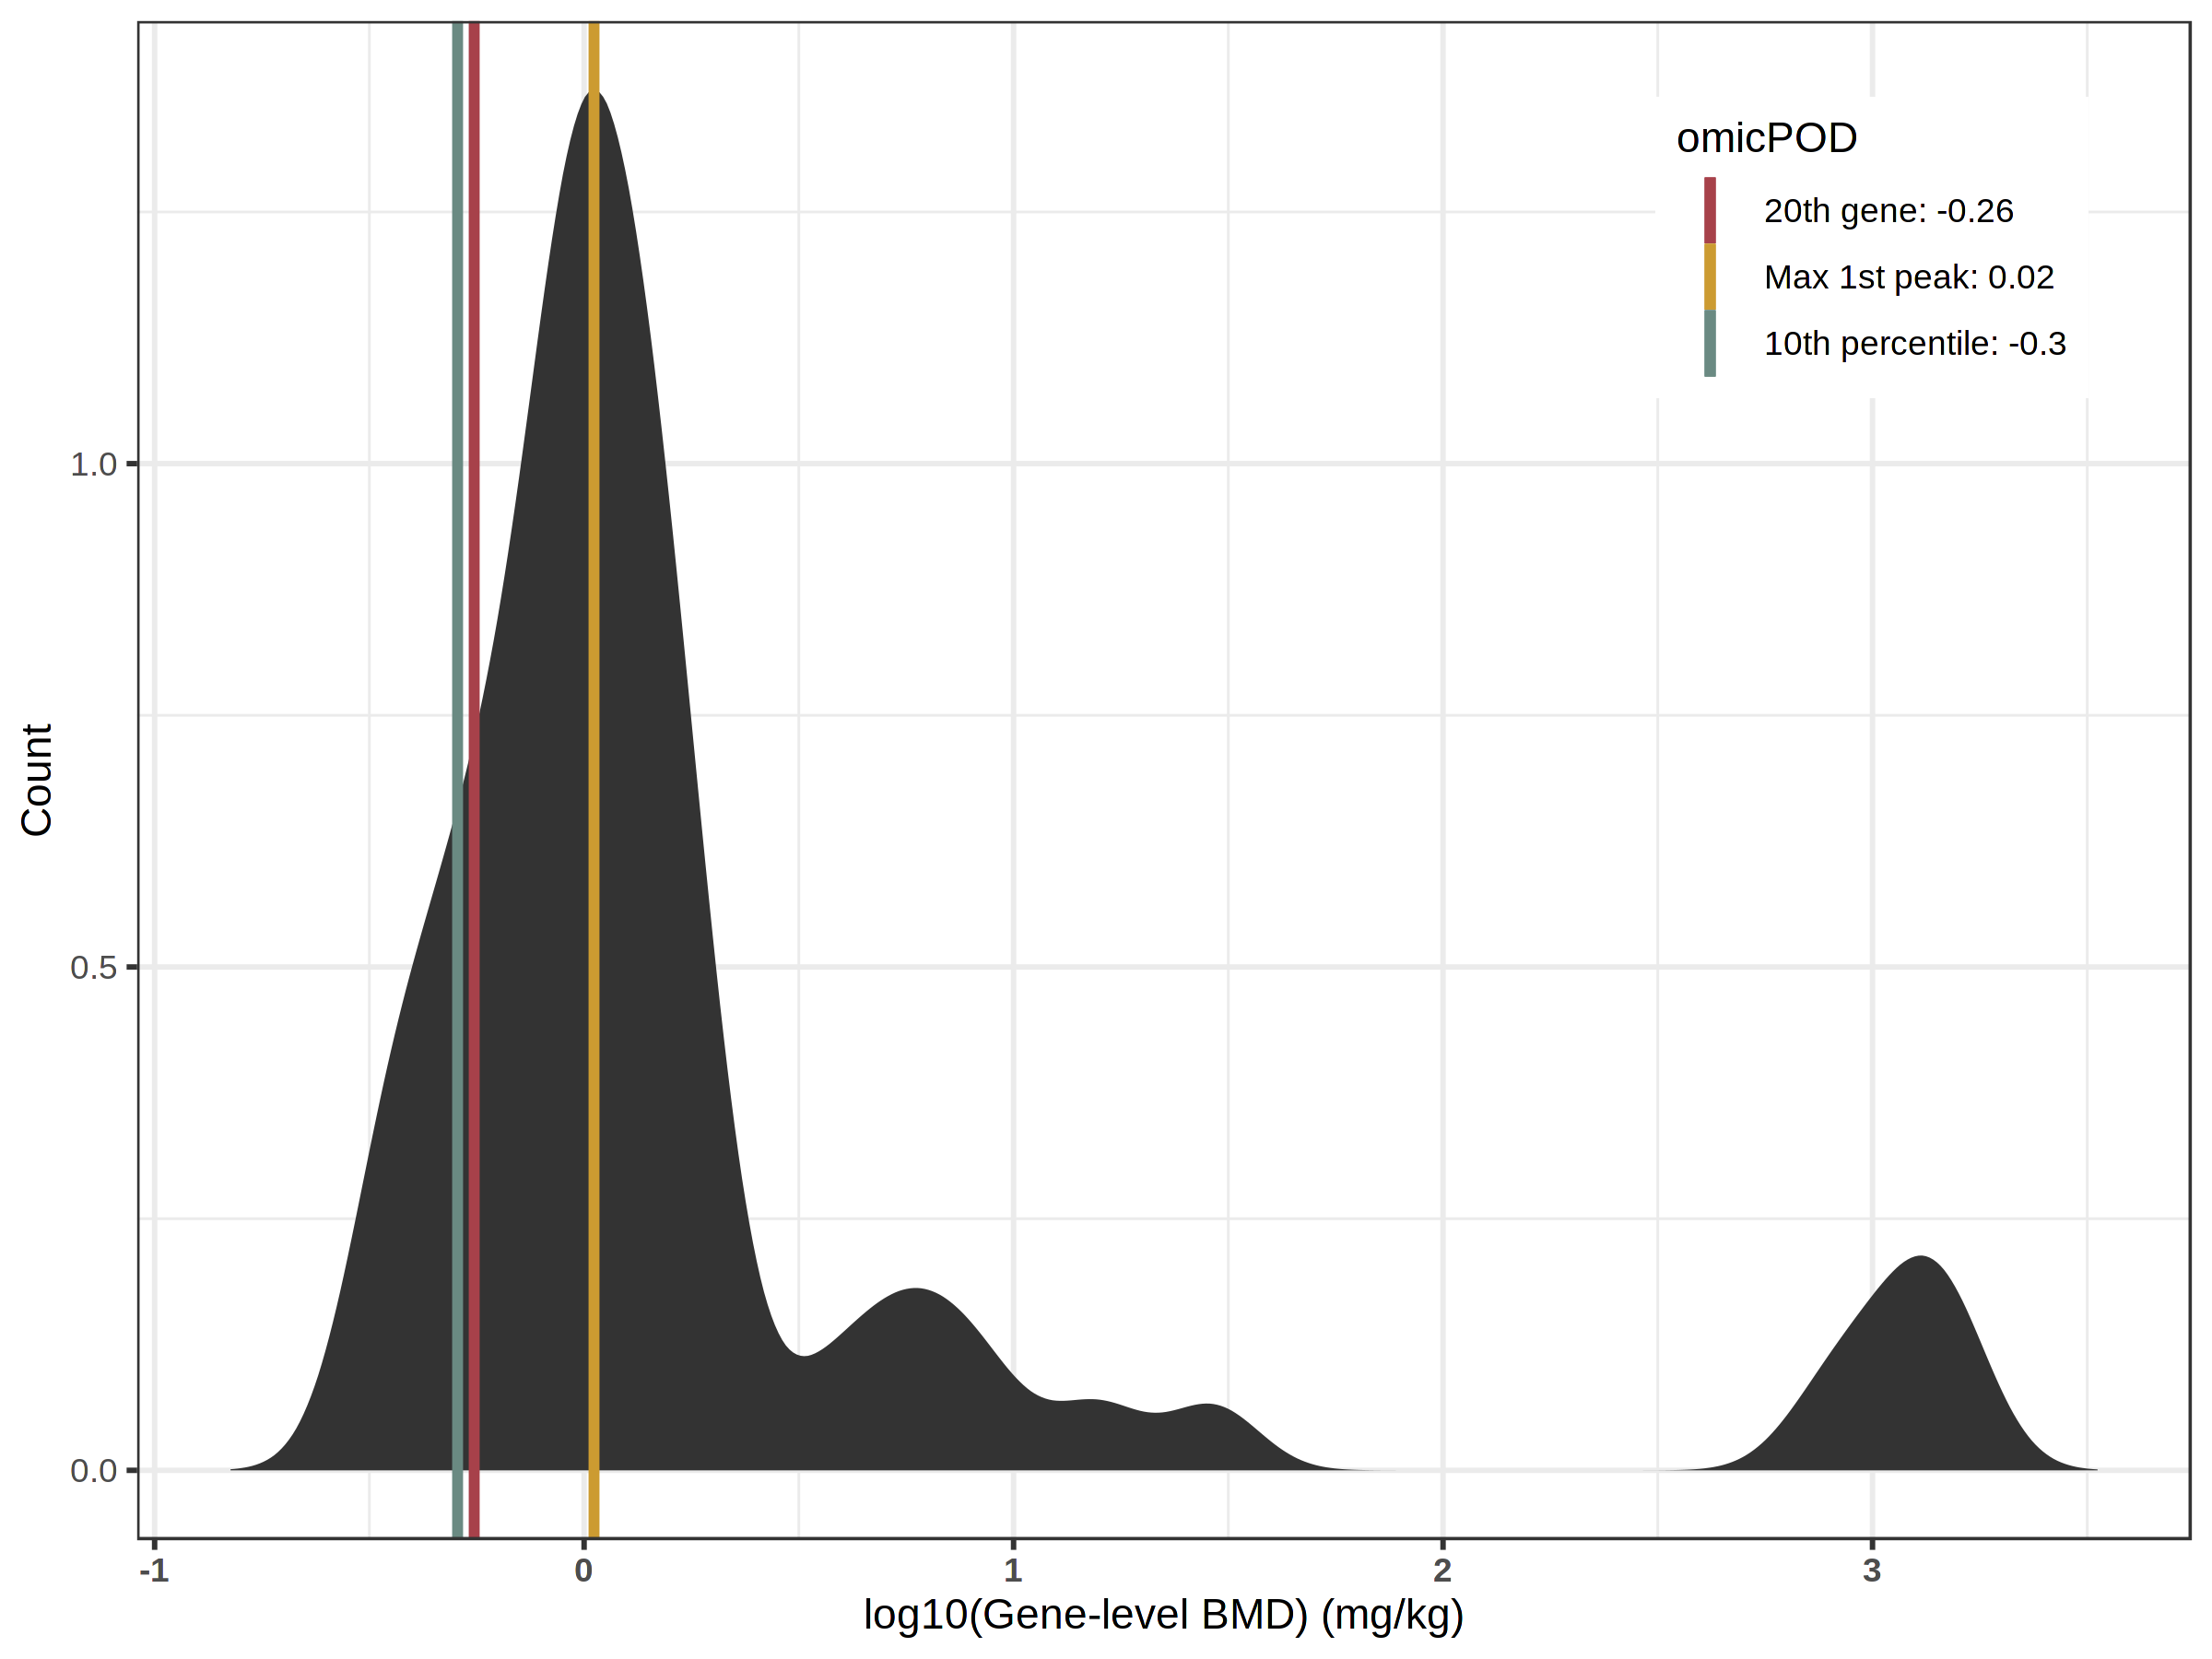 omicPOD
20th gene: -0.26
Max 1st peak: 0.02
10th percentile: -0.3
1.0
0.5
0.0
Count
-1 0 1 2 3
log10(Gene-level BMD) (mg/kg)